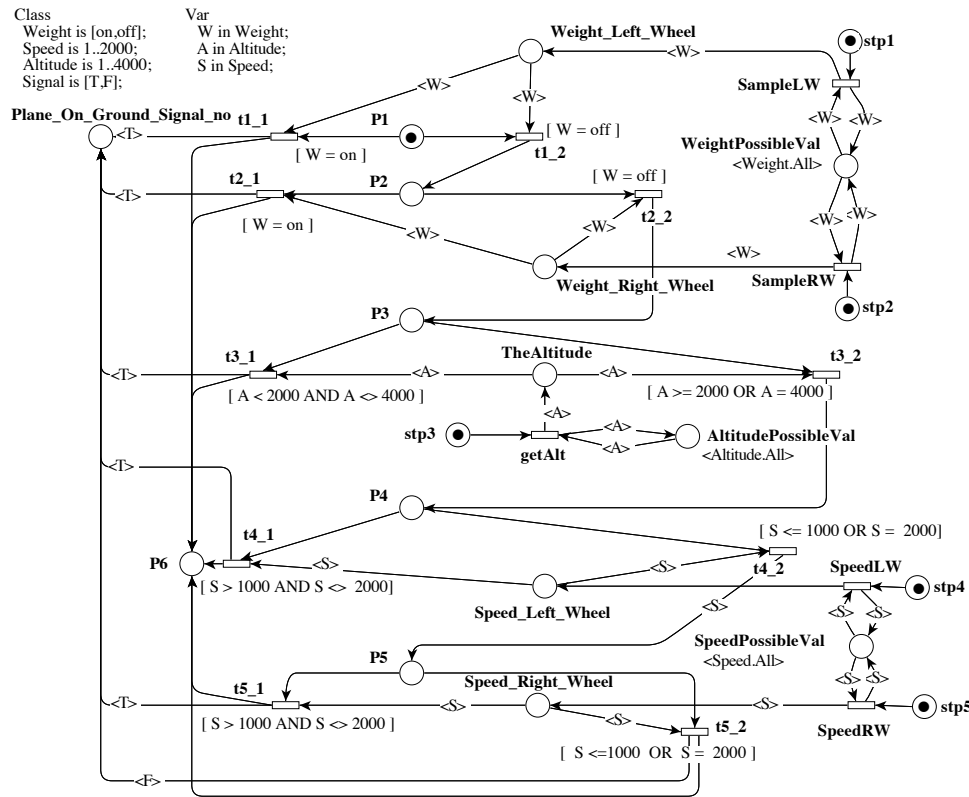 Class
Weight is [on,off];
Speed is 1..2000;
Altitude is 1..4000;
Signal is [T,F];
Var
W in Weight;
A in Altitude;
S in Speed;
Weight_Left_Wheel
stp1
<W>
SampleLW
<W>
<W>
Plane_On_Ground_Signal_no
<T>
t1_1
P1
[ W = off ]
t1_2
[ W = on ]
<W>
<W>
WeightPossibleVal
<Weight.All>
t2_1
P2
[ W = off ]
<T>
t2_2
[ W = on ]
<W>
<W>
<W>
<W>
<W>
Weight_Right_Wheel
SampleRW
stp2
P3
t3_1
TheAltitude
t3_2
<T>
<A>
<A>
[ A < 2000 AND A <> 4000 ]
[ A >= 2000 OR A = 4000 ]
<A>
stp3
<A>
<A>
getAlt
AltitudePossibleVal
<Altitude.All>
<T>
P4
t4_1
[ S <= 1000 OR S = 2000]
P6
<S>
<S>
t4_2
SpeedLW
[ S > 1000 AND S <> 2000]
stp4
Speed_Left_Wheel
<S>
<S>
<S>
SpeedPossibleVal
<Speed.All>
P5
t5_1
Speed_Right_Wheel
<S>
<S>
<T>
<S>
<S>
stp5
[ S > 1000 AND S <> 2000 ]
<S>
t5_2
SpeedRW
[ S <=1000 OR S = 2000 ]
<F>